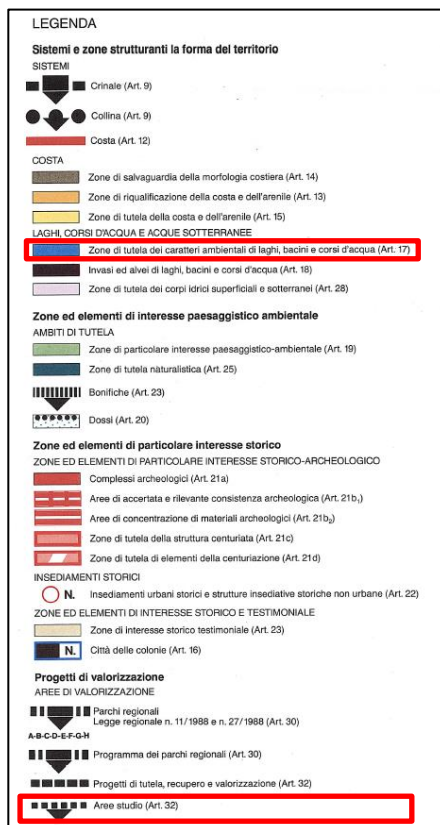 LEGENDA
Sistemi e zone strutturanti la forma del territorio
SISTEMI
Crinale (Art. 9)
Collina (Art. 9)
Costa (Art. 12)
COSTA
Zone di salvaguardia della morfologia costiera (Art. 14)
Zone di riqualificazione della costa e dell'arenile (Art. 13)
Zone di tutela della costa e dell'arenile (Art. 15)
LAGHI, CORSI D'ACQUA E ACQUE SOTTERRANEE
Zone di tutela dei caratteri ambientali di laghi, bacini e corsi d'acqua (Art. 17)
Invasi ed alvei di laghi, bacini e corsi d'acqua (Art. 18)
Zone di tutela dei corpi idrici superficiali e sotterranei (Art. 28)
Zone ed elementi di interesse paesaggistico ambientale
AMBITI DI TUTELA
Zone di particolare interesse paesaggistico-ambientale (Art. 19)
Zone di tutela naturalistica (Art. 25)
Bonifiche (Art. 23)
Dossi (Art. 20)
Zone ed elementi di particolare interesse storico
ZONE ED ELEMENTI DI PARTICOLARE INTERESSE STORICO-ARCHEOLOGICO
Complessi archeologici (Art. 21a)
Aree di accertata e rilevante consistenza archeologica (Art. 21b₁)
Aree di concentrazione di materiali archeologici (Art. 21b₂)
Zone di tutela della struttura centuriata (Art. 21c)
Zone di tutela di elementi della centuriazione (Art. 21d)
INSEDIAMENTI STORICI
N. Insediamenti urbani storici e strutture insediative storiche non urbane (Art. 22)
ZONE ED ELEMENTI DI INTERESSE STORICO E TESTIMONIALE
Zone di interesse storico testimoniale (Art. 23)
N. Città delle colonie (Art. 16)
Progetti di valorizzazione
AREE DI VALORIZZAZIONE
Parchi regionali
Legge regionale n. 11/1988 e n. 27/1988 (Art. 30)
A-B-C-D-E-F-G-H
Programma dei parchi regionali (Art. 30)
Progetti di tutela, recupero e valorizzazione (Art. 32)
Aree studio (Art. 32)